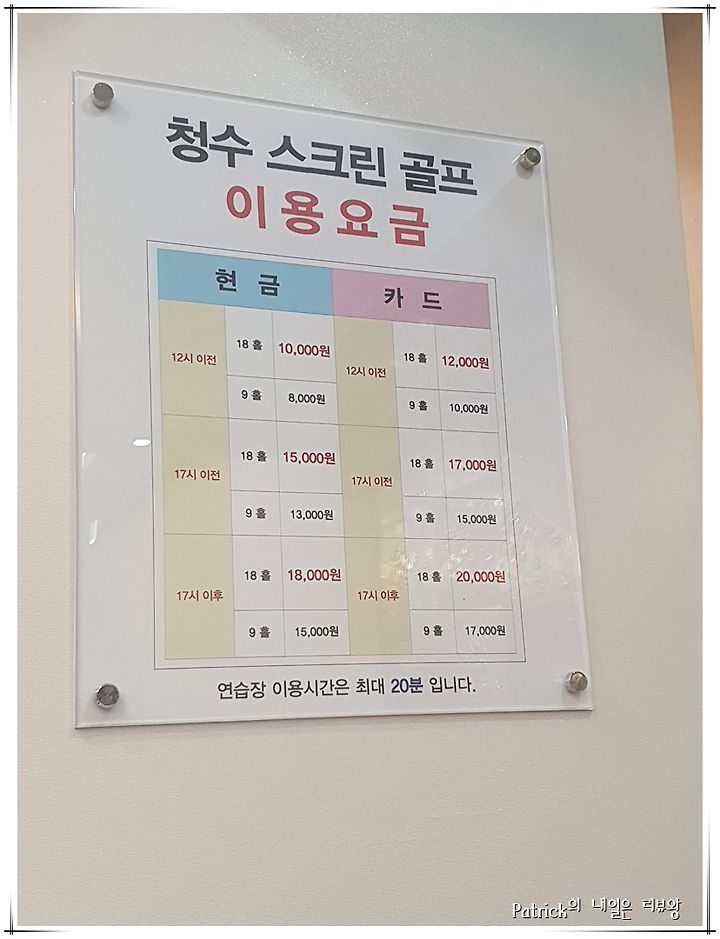 청수 스크린 골프
이용요금
현 금 카 드
12시 이전 18 홀 10,000원 12시 이전 18 홀 12,000원
9 홀 8,000원 9 홀 10,000원
17시 이전 18 홀 15,000원 17시 이전 18 홀 17,000원
9 홀 13,000원 9 홀 15,000원
17시 이후 18 홀 18,000원 17시 이후 18 홀 20,000원
9 홀 15,000원 9 홀 17,000원
연습장 이용시간은 최대 20분 입니다.
Patrick의 내일은 리뷰왕